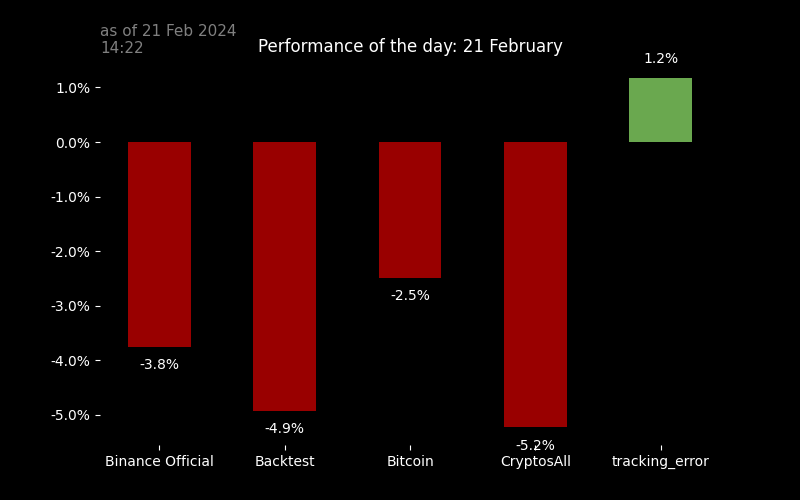 as of 21 Feb 2024
14:22
Performance of the day: 21 February
1.2%
1.0%
0.0%
-1.0%
-2.0%
-3.0%
-4.0%
-5.0%
-3.8%
-4.9%
-2.5%
-5.2%
Binance Official
Backtest
Bitcoin
CryptosAll
tracking_error